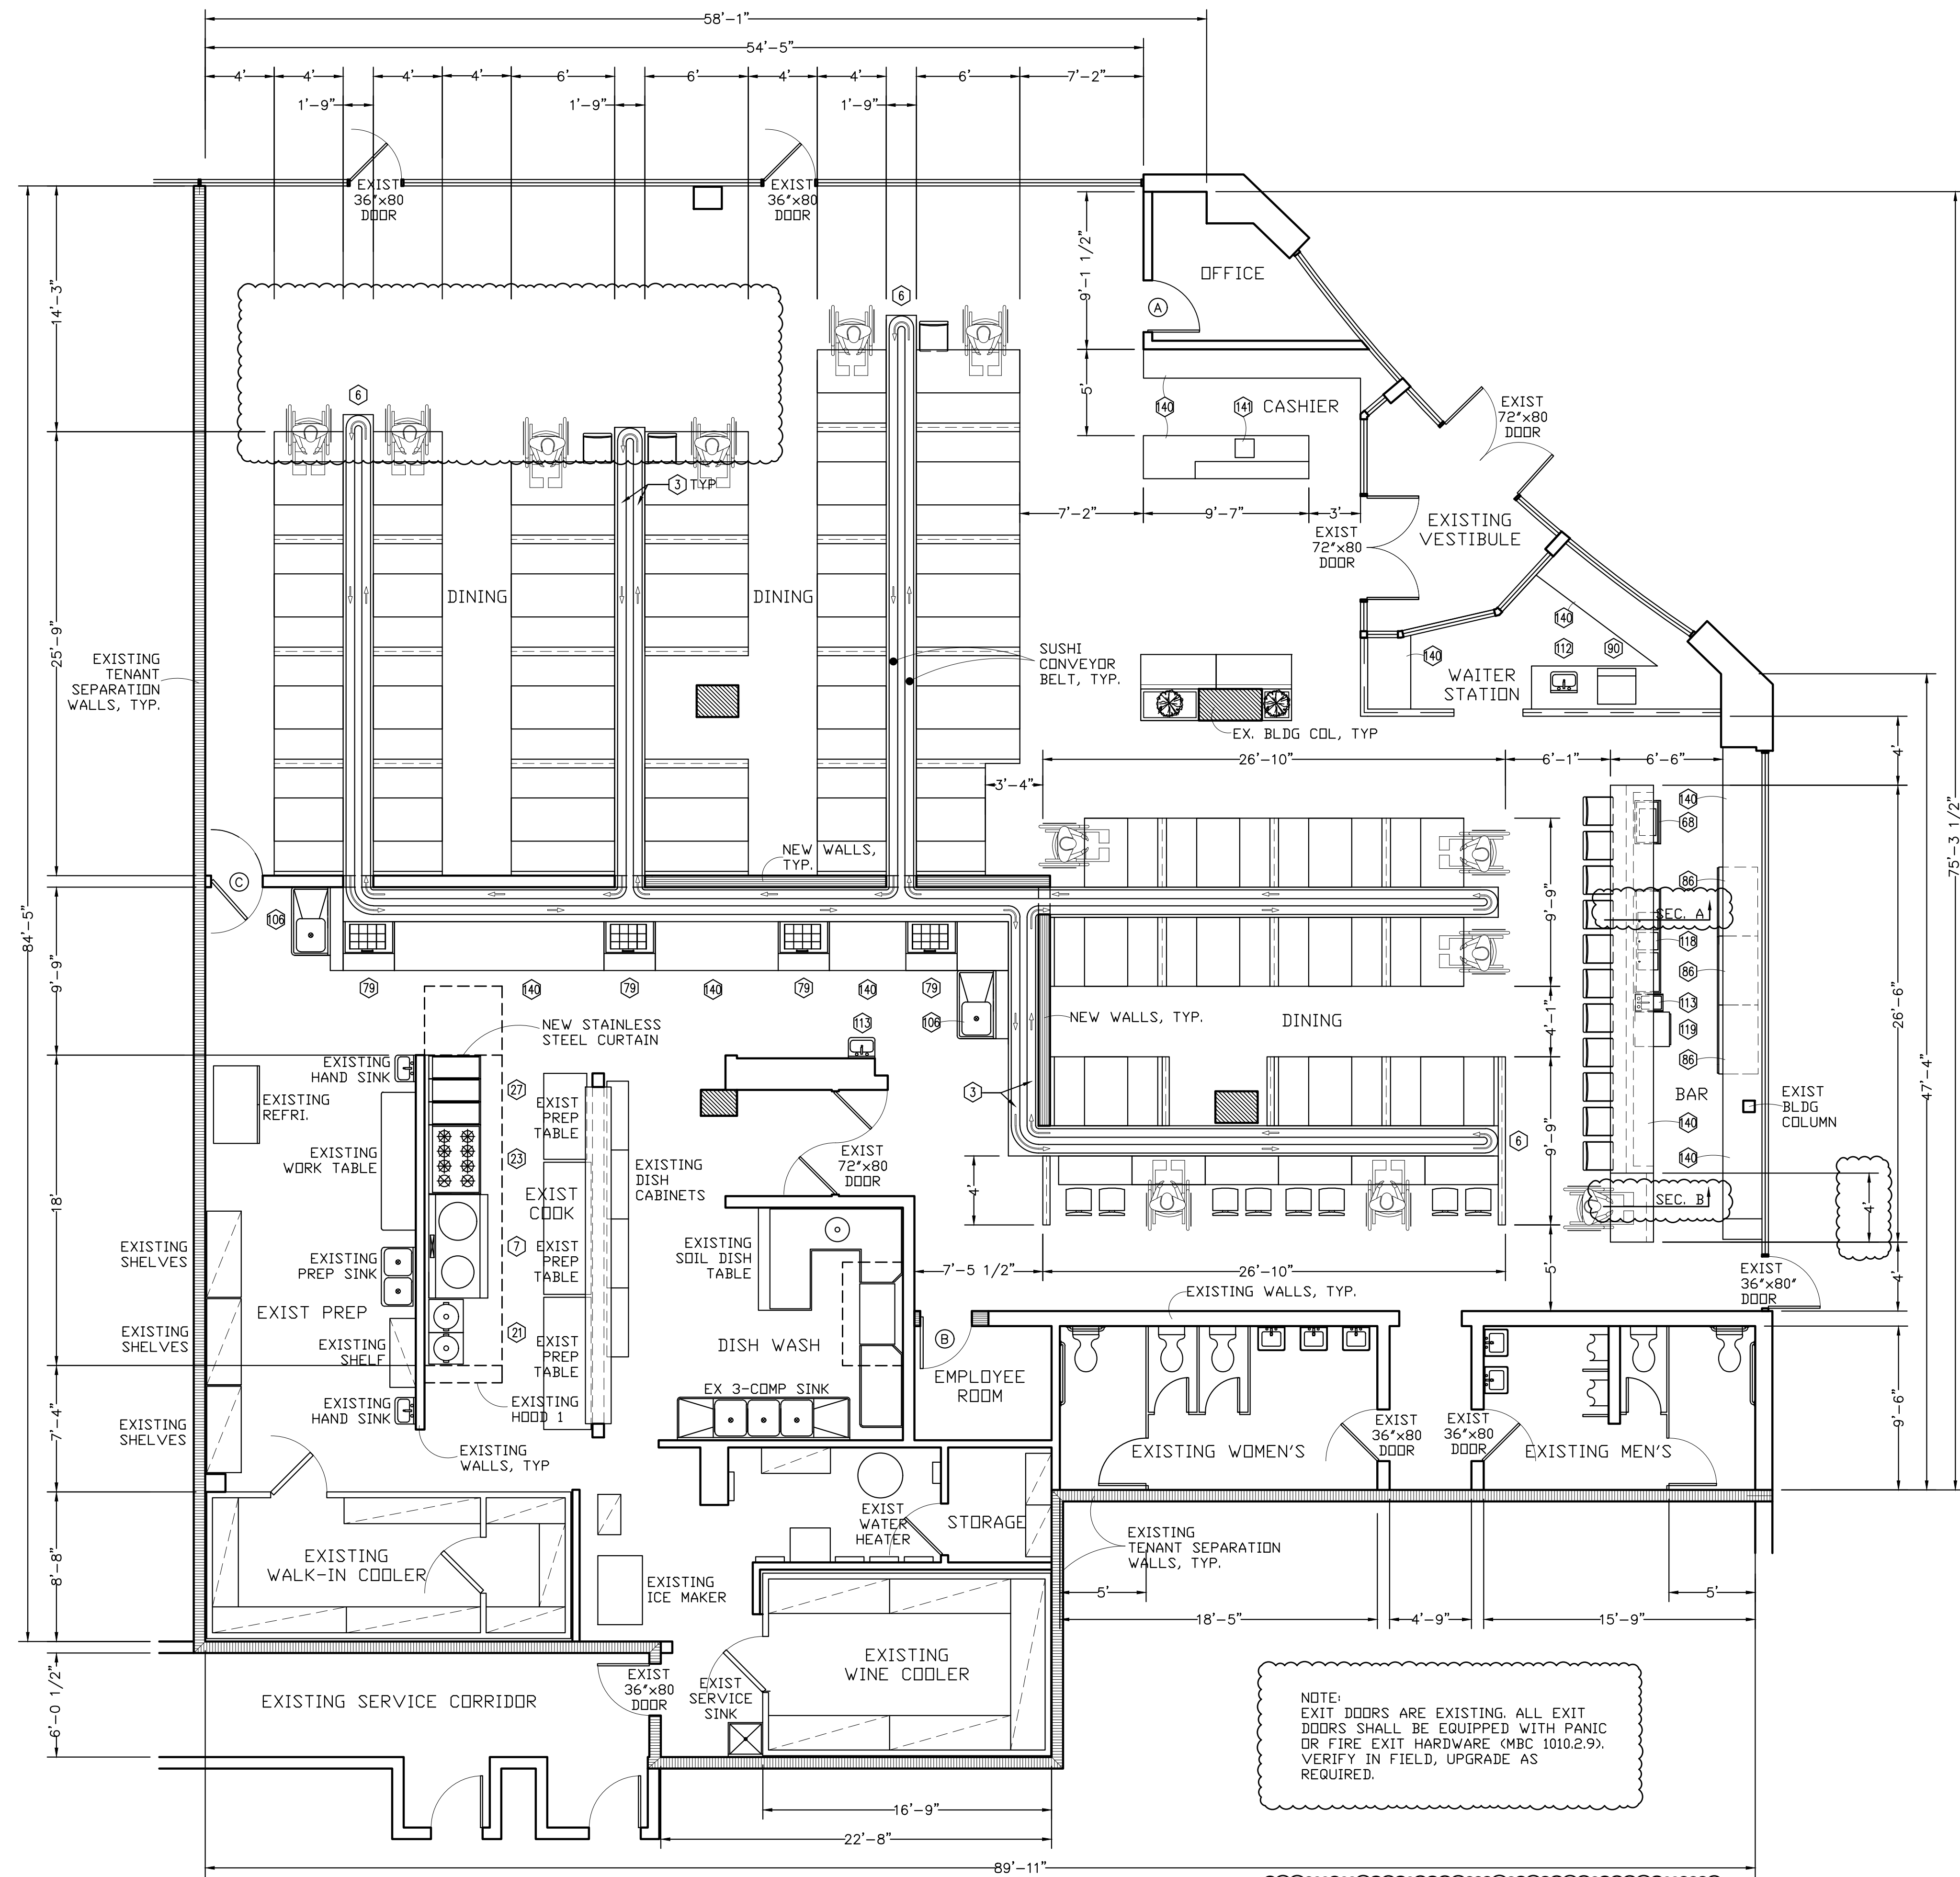 58'-1"
54'-5"
4'
4'
4'
4'
6'
6'
4'
4'
6'
7'-2"
1'-9"
1'-9"
1'-9"
EXIST
36"x80
DOOR
EXIST
36"x80
DOOR
14'-3"
9'-1 1/2"
OFFICE
A
6
6
5'
140
141
CASHIER
EXIST
72"x80
DOOR
3 TYP
7'-2"
9'-7"
3'
EXIST
72"x80
DOOR
EXISTING
VESTIBULE
DINING
DINING
25'-9"
EXISTING
TENANT
SEPARATION
WALLS, TYP.
SUSHI
CONVEYOR
BELT, TYP.
140
112
90
140
WAITER
STATION
EX. BLDG COL, TYP
26'-10"
6'-1"
6'-6"
4'
3'-4"
75'-3 1/2"
140
68
NEW WALLS,
TYP.
C
106
86
SEC. A
84'-5"
9'-9"
9'-9"
118
86
79
140
79
140
79
140
79
113
106
NEW STAINLESS
STEEL CURTAIN
NEW WALLS, TYP.
DINING
4'-1"
113
119
26'-6"
86
47'-4"
EXISTING
HAND SINK
EXISTING
REFRI.
27
EXIST
PREP
TABLE
3
BAR
EXIST
BLDG
COLUMN
EXISTING
WORK TABLE
23
EXISTING
DISH
CABINETS
EXIST
72"x80
DOOR
6
140
140
18'
EXIST
COOK
4'
9'-9"
SEC. B
4'
EXISTING
SHELVES
EXISTING
PREP SINK
7
EXIST
PREP
TABLE
EXISTING
SOIL DISH
TABLE
7'-5 1/2"
26'-10"
5'
4'
EXIST
36"x80"
DOOR
EXISTING WALLS, TYP.
EXIST PREP
EXISTING
SHELVES
EXISTING
SHELF
21
EXIST
PREP
TABLE
DISH WASH
B
EMPLOYEE
ROOM
EXISTING
HAND SINK
EXISTING
HOOD 1
EX 3-COMP SINK
7'-4"
EXISTING
SHELVES
EXISTING
WALLS, TYP
EXISTING WOMEN'S
EXIST
36"x80
DOOR
EXIST
36"x80
DOOR
EXISTING MEN'S
9'-6"
EXIST
WATER
HEATER
STORAGE
EXISTING
TENANT SEPARATION
WALLS, TYP.
8'-8"
EXISTING
WALK-IN COOLER
EXISTING
ICE MAKER
5'
5'
18'-5"
4'-9"
15'-9"
EXISTING
WINE COOLER
EXIST
36"x80
DOOR
EXIST
SERVICE
SINK
6'-0 1/2"
EXISTING SERVICE CORRIDOR
NOTE:
EXIT DOORS ARE EXISTING. ALL EXIT
DOORS SHALL BE EQUIPPED WITH PANIC
OR FIRE EXIT HARDWARE (MBC 1010.2.9).
VERIFY IN FIELD, UPGRADE AS
REQUIRED.
16'-9"
22'-8"
89'-11"